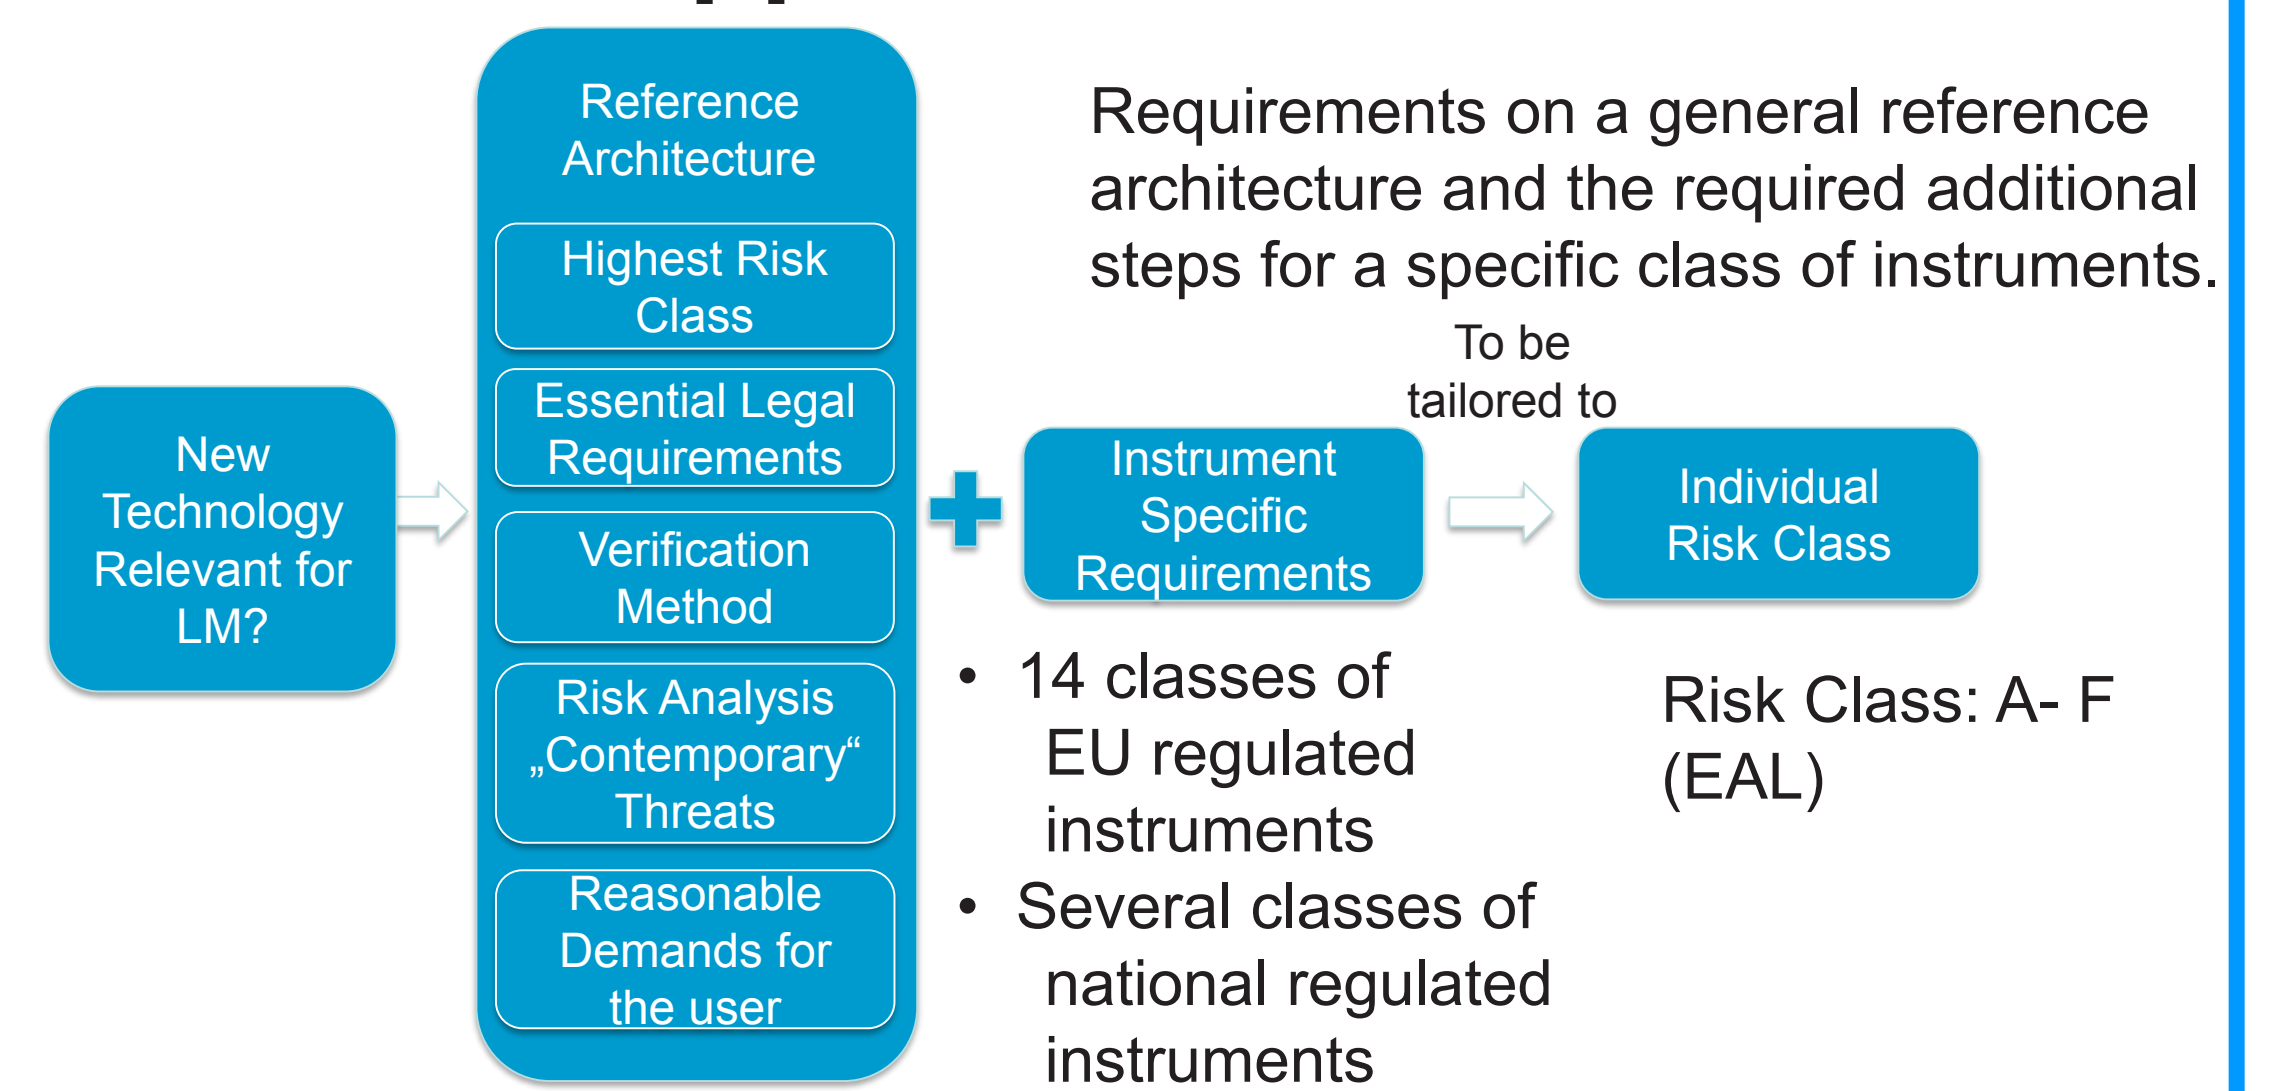 Reference
Architecture
Highest Risk
Class
Essential Legal
Requirements
Verification
Method
Risk Analysis
„Contemporary“
Threats
Reasonable
Demands for
the user
New
Technology
Relevant for
LM?
Requirements on a general reference
architecture and the required additional
steps for a specific class of instruments.
To be
tailored to
Instrument
Specific
Requirements
Individual
Risk Class
• 14 classes of
EU regulated
instruments
• Several classes of
national regulated
instruments
Risk Class: A- F
(EAL)